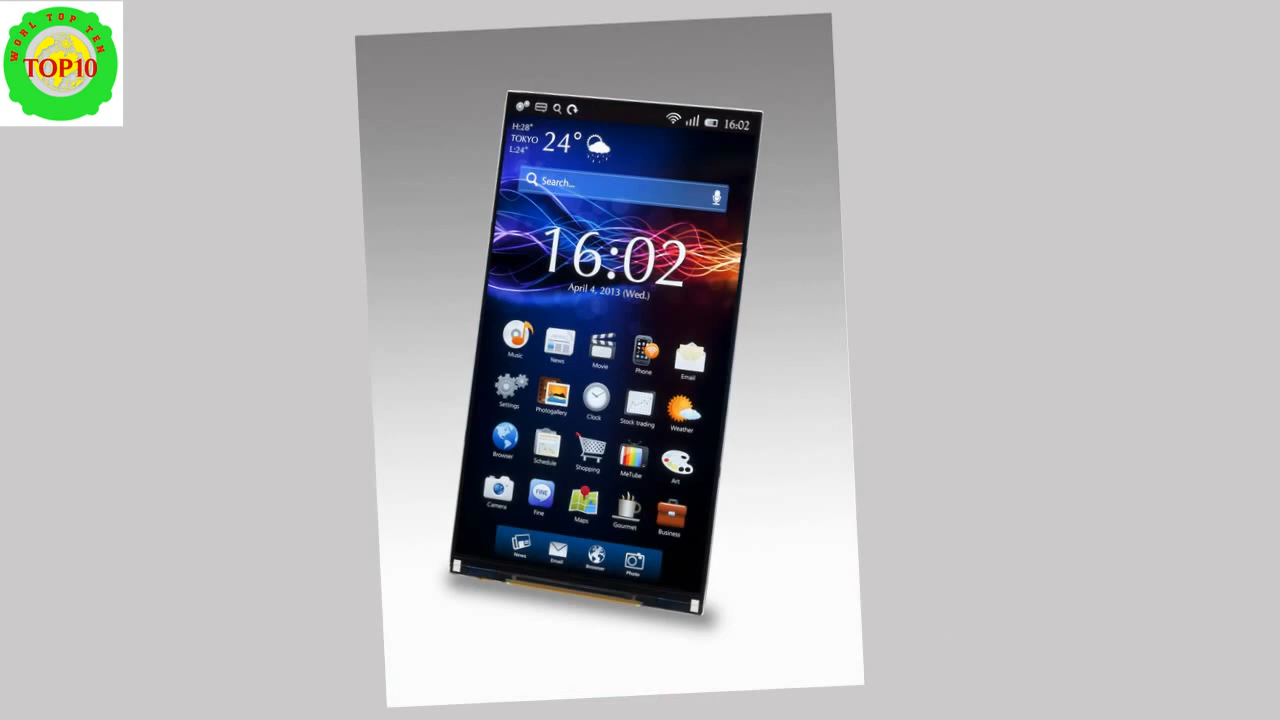 WORL TOP TEN
TOP10
16:02
H:28°
TOKYO 24°
L:24°
Search...
16:02
April 4, 2013 (Wed.)
Music News Movie Phone Email
Settings Photogallery Clock Stock trading Weather
Browser Schedule Shopping MeTube Art
FINE
Camera Fine Maps Gourmet Business
News Email Browser Photo